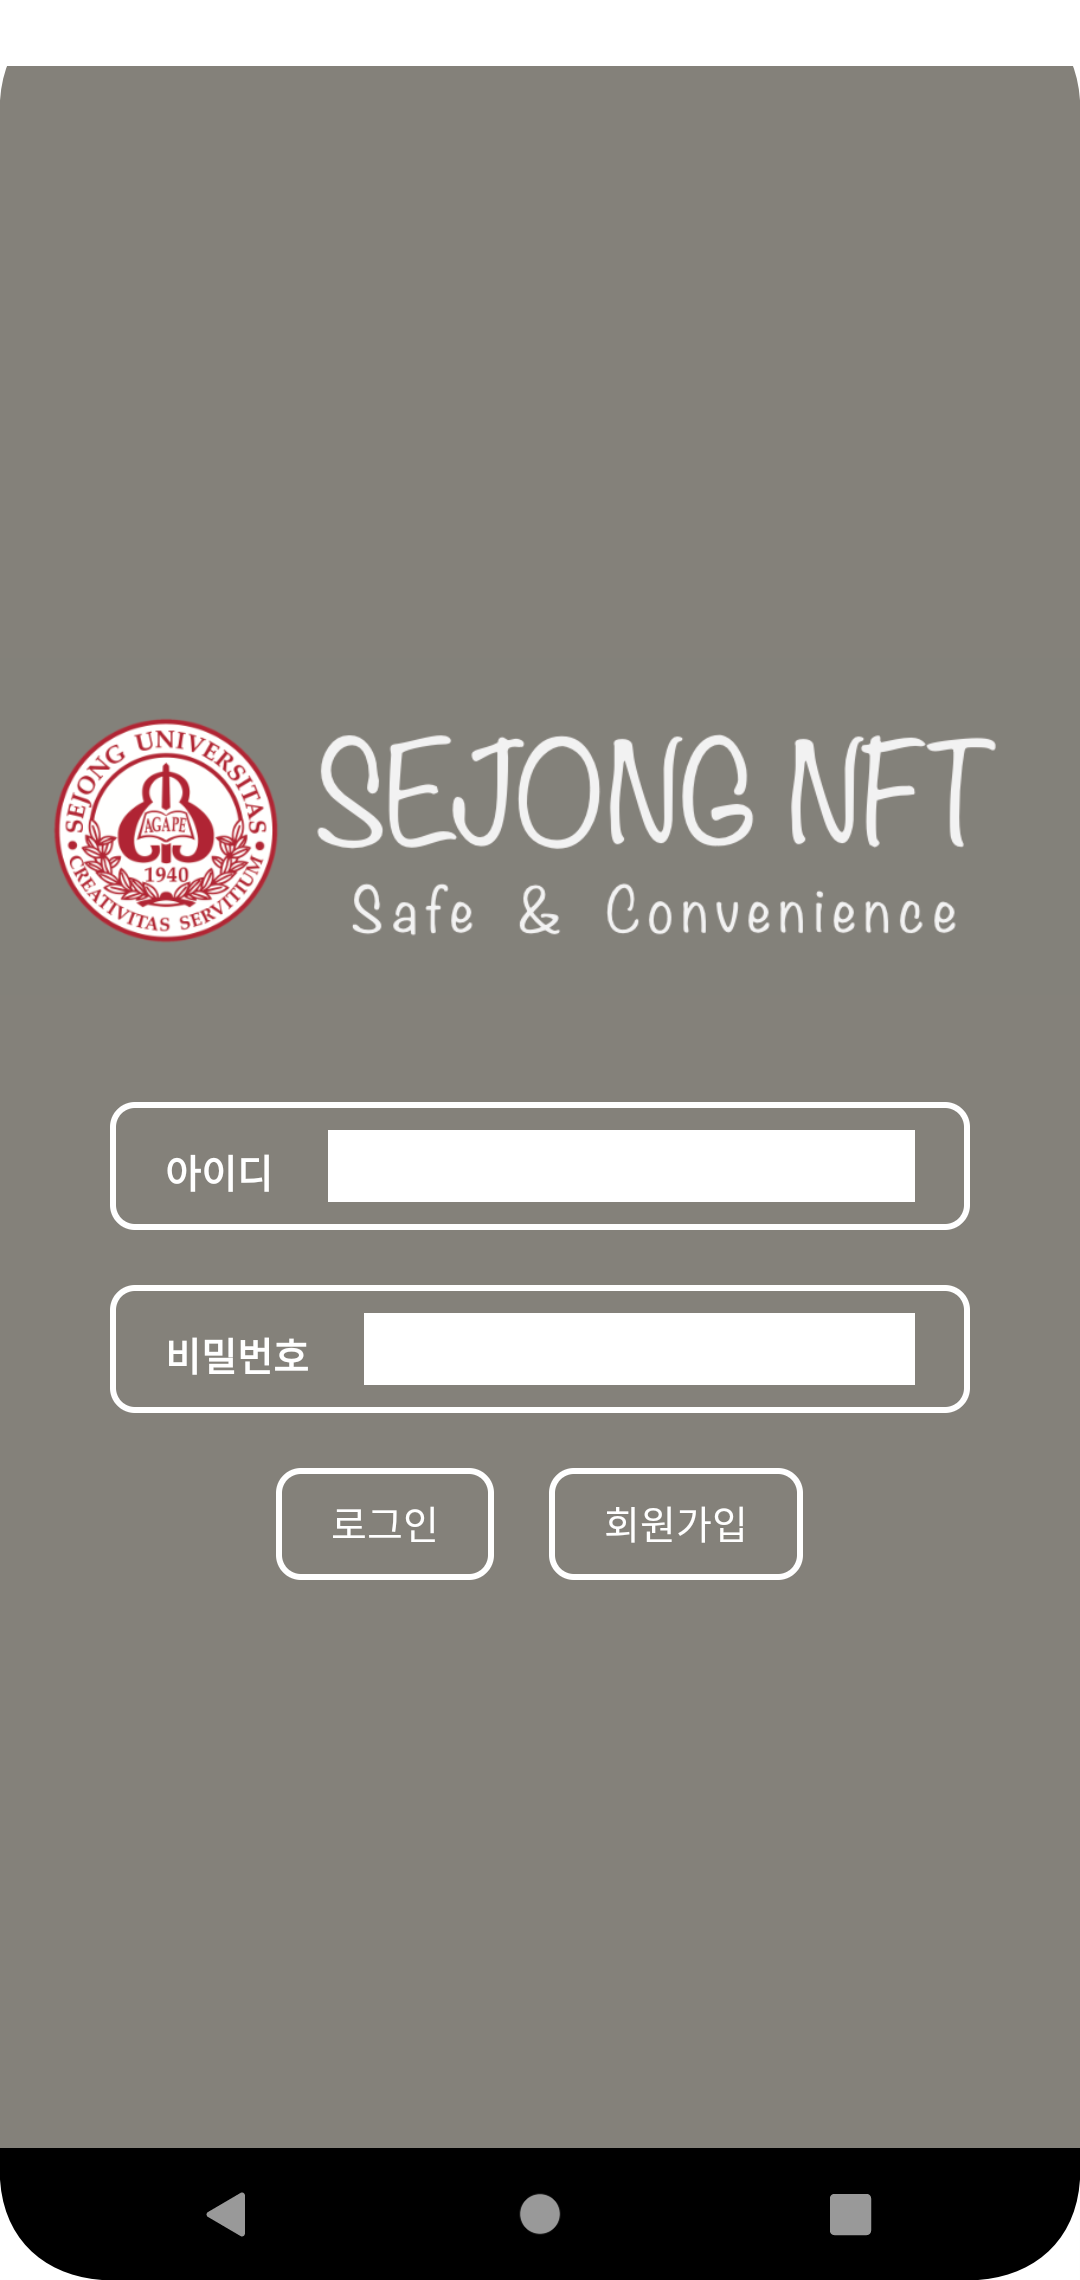 SEJONG UNIVERSITAS
AGAPE
1940
CREATIVITAS SERVITIUM
SEJONG NFT
Safe & Convenience
아이디
비밀번호
로그인
회원가입